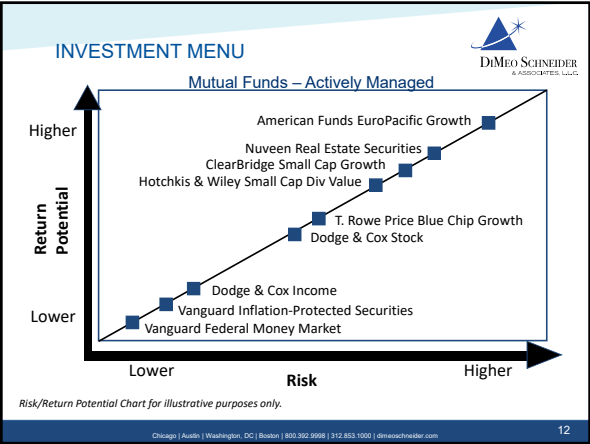 INVESTMENT MENU
DiMeo Schneider
& ASSOCIATES, L.L.C.
Mutual Funds – Actively Managed
Higher
American Funds EuroPacific Growth
Nuveen Real Estate Securities
ClearBridge Small Cap Growth
Hotchkis & Wiley Small Cap Div Value
Return
Potential
T. Rowe Price Blue Chip Growth
Dodge & Cox Stock
Dodge & Cox Income
Vanguard Inflation-Protected Securities
Lower
Vanguard Federal Money Market
Lower
Risk
Higher
Risk/Return Potential Chart for illustrative purposes only.
Chicago | Austin | Washington, DC | Boston | 800.392.9998 | 312.853.1000 | dimeoschneider.com
12